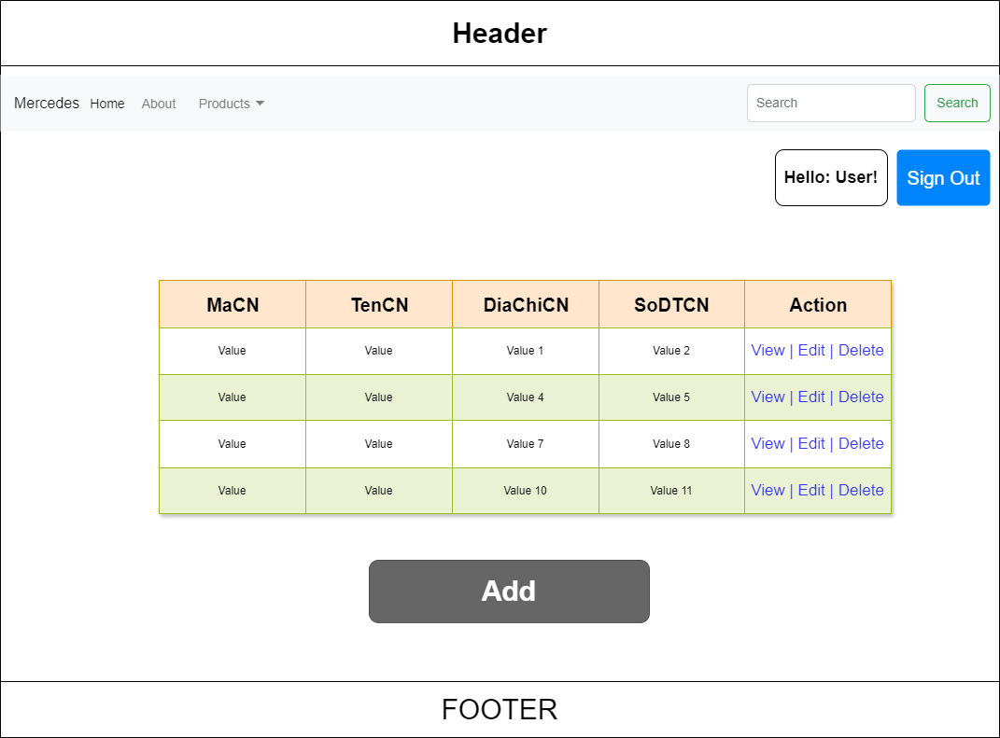 Header
Mercedes Home About Products Search Search
Hello: User! Sign Out
MaCN TenCN DiaChiCN SoDTCN Action
Value Value Value 1 Value 2 View | Edit | Delete
Value Value Value 4 Value 5 View | Edit | Delete
Value Value Value 7 Value 8 View | Edit | Delete
Value Value Value 10 Value 11 View | Edit | Delete
Add
FOOTER